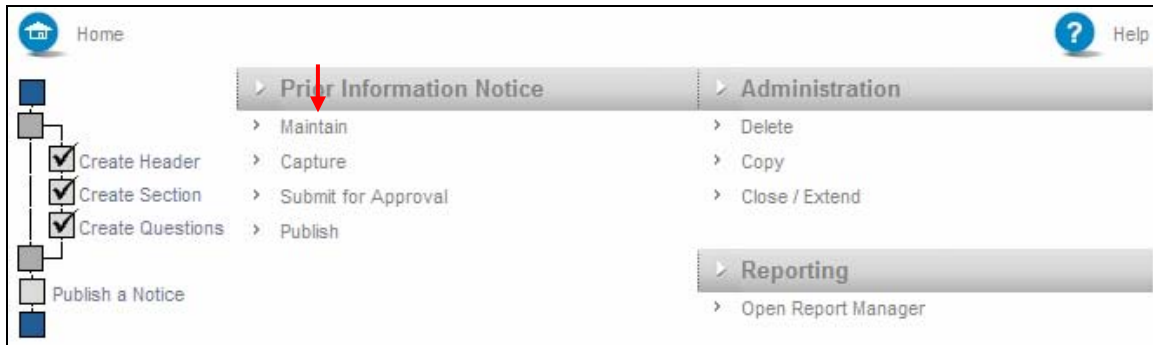 Home
? Help
Prior Information Notice
Maintain
Capture
Submit for Approval
Publish
Administration
Delete
Copy
Close / Extend
Reporting
Open Report Manager
Create Header
Create Section
Create Questions
Publish a Notice